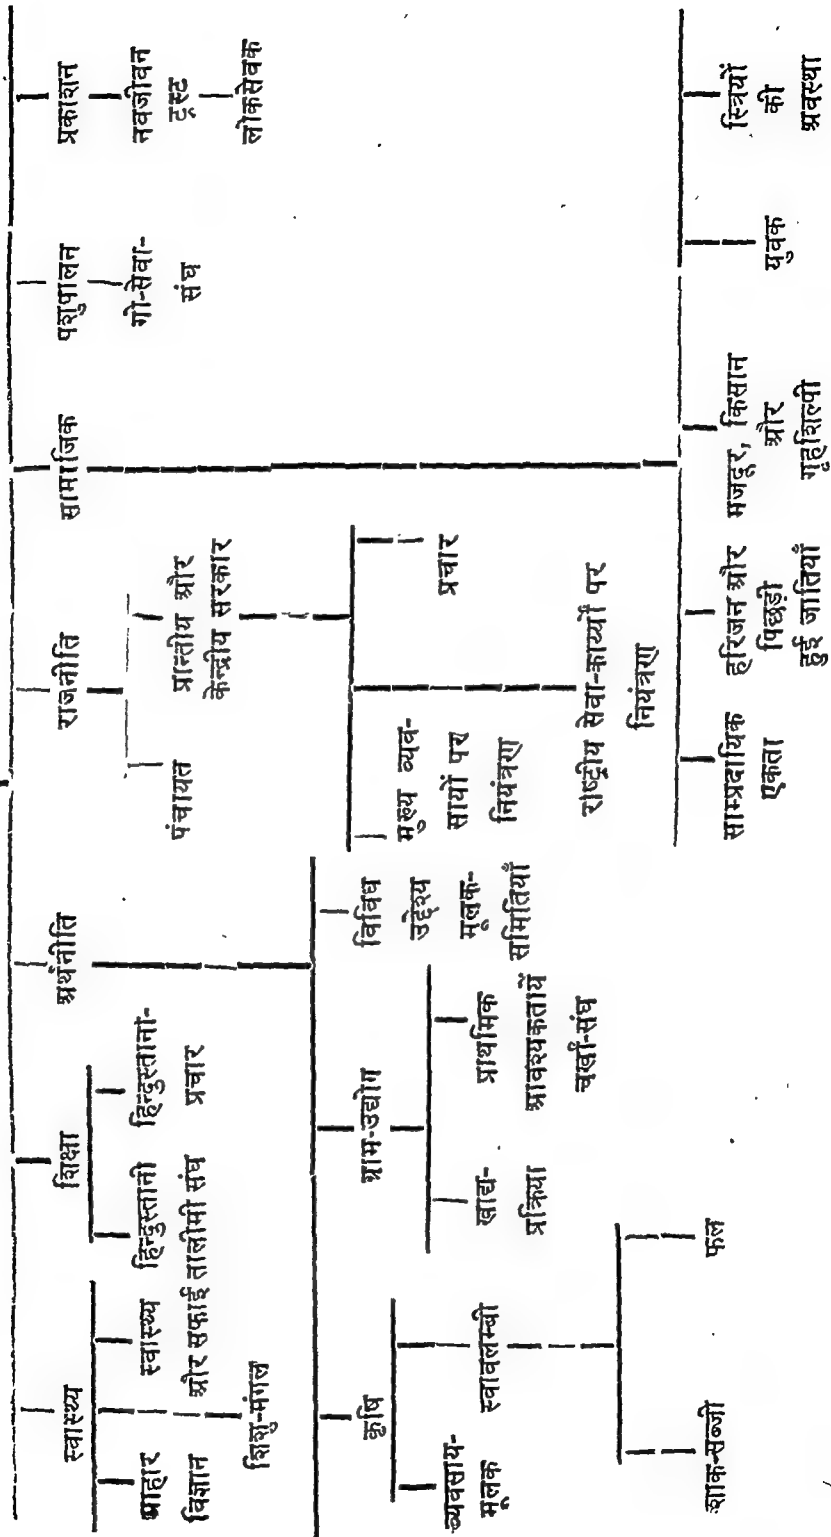 स्वास्थ्य
शिक्षा
अर्थनीति
राजनीति
सामाजिक
पशुपालन
प्रकाशन
आहार
विज्ञान
शिशु-मंगल
स्वास्थ्य
और सफाई
हिन्दुस्तानी
तालीमी संघ
हिन्दुस्तानी-
प्रचार
पंचायत
प्रान्तीय और
केन्द्रीय सरकार
गो-सेवा-
संघ
नवजीवन
ट्रस्ट
लोकसेवक
कृषि
ग्राम-उद्योग
विविध
उद्देश्य
मूलक-
समितियाँ
मुख्य व्यव-
सायों पर
नियंत्रण
राष्ट्रीय सेवा-कार्य्यों पर
नियंत्रण
प्रचार
व्यवसाय-
मूलक
स्वावलम्बी
खाद्य-
प्रक्रिया
प्राथमिक
आवश्यकतायें
चर्खा-संघ
शाक-सब्जी
फल
साम्प्रदायिक
एकता
हरिजन और
पिछड़ी
हुई जातियाँ
मजदूर, किसान
और
गृहशिल्पी
युवक
स्त्रियों
की
अवस्था